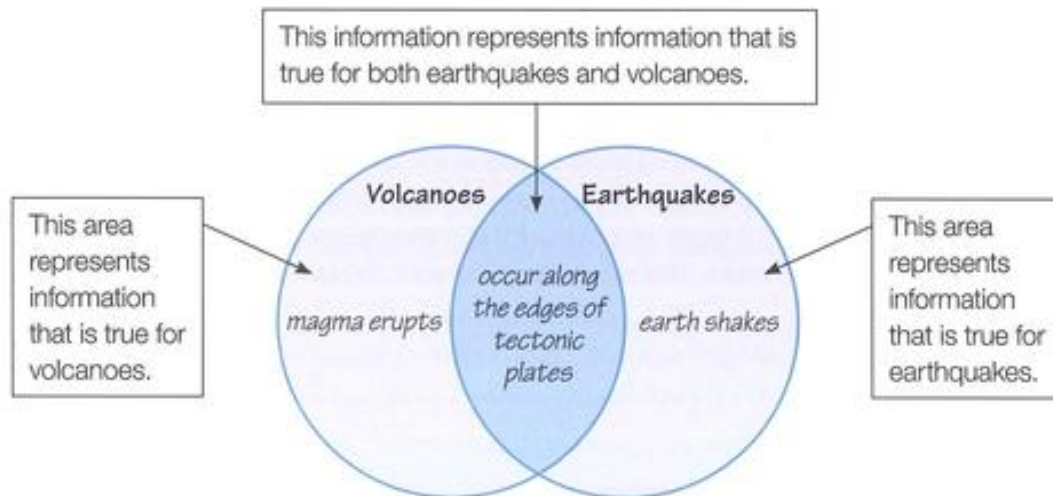 This information represents information that is
true for both earthquakes and volcanoes.
Volcanoes
Earthquakes
This area
represents
information
that is true for
volcanoes.
magma erupts
occur along
the edges of
tectonic
plates
earth shakes
This area
represents
information
that is true for
earthquakes.